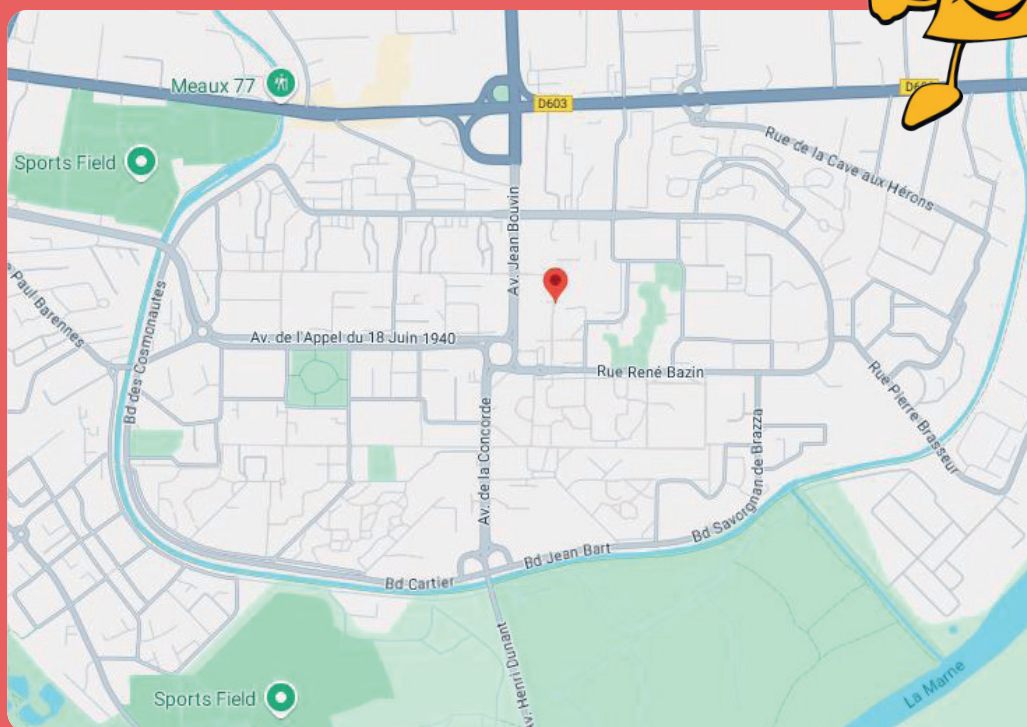 Meaux 77
D603
Sports Field
Rue de la Cave aux Hérons
Av. Jean Bouvin
Paul Barennes
Bd des Cosmonautes
Av. de l'Appel du 18 Juin 1940
Rue René Bazin
Rue Pierre Brasseur
Av. de la Concorde
Bd Savorgnan de Brazza
Bd Jean Bart
Bd Cartier
Av. Henri Dunant
La Marne
Sports Field